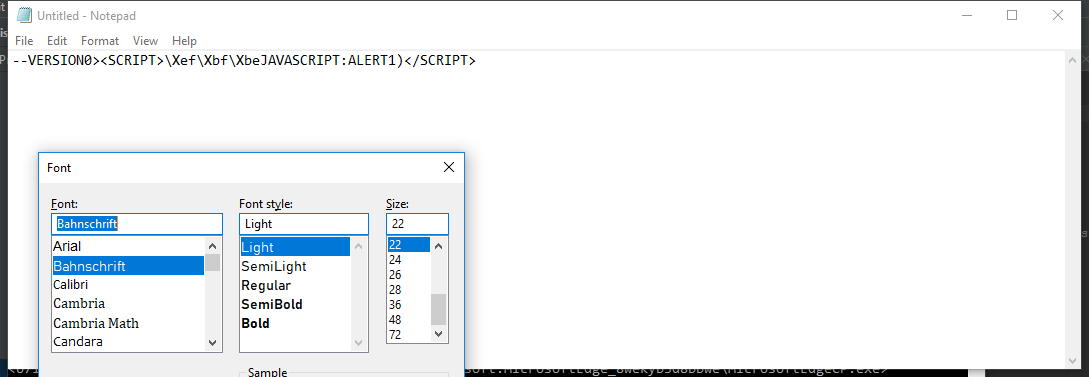 Untitled - Notepad
File Edit Format View Help
--VERSION0><SCRIPT>\Xef\Xbf\XbeJAVASCRIPT:ALERT1)</SCRIPT>
Font
Font: Font style: Size:
Bahnschrift Light 22
Arial Light 22
Bahnschrift SemiLight 24
Calibri Regular 26
Cambria SemiBold 28
Cambria Math Bold 36
Candara 48
72
Sample